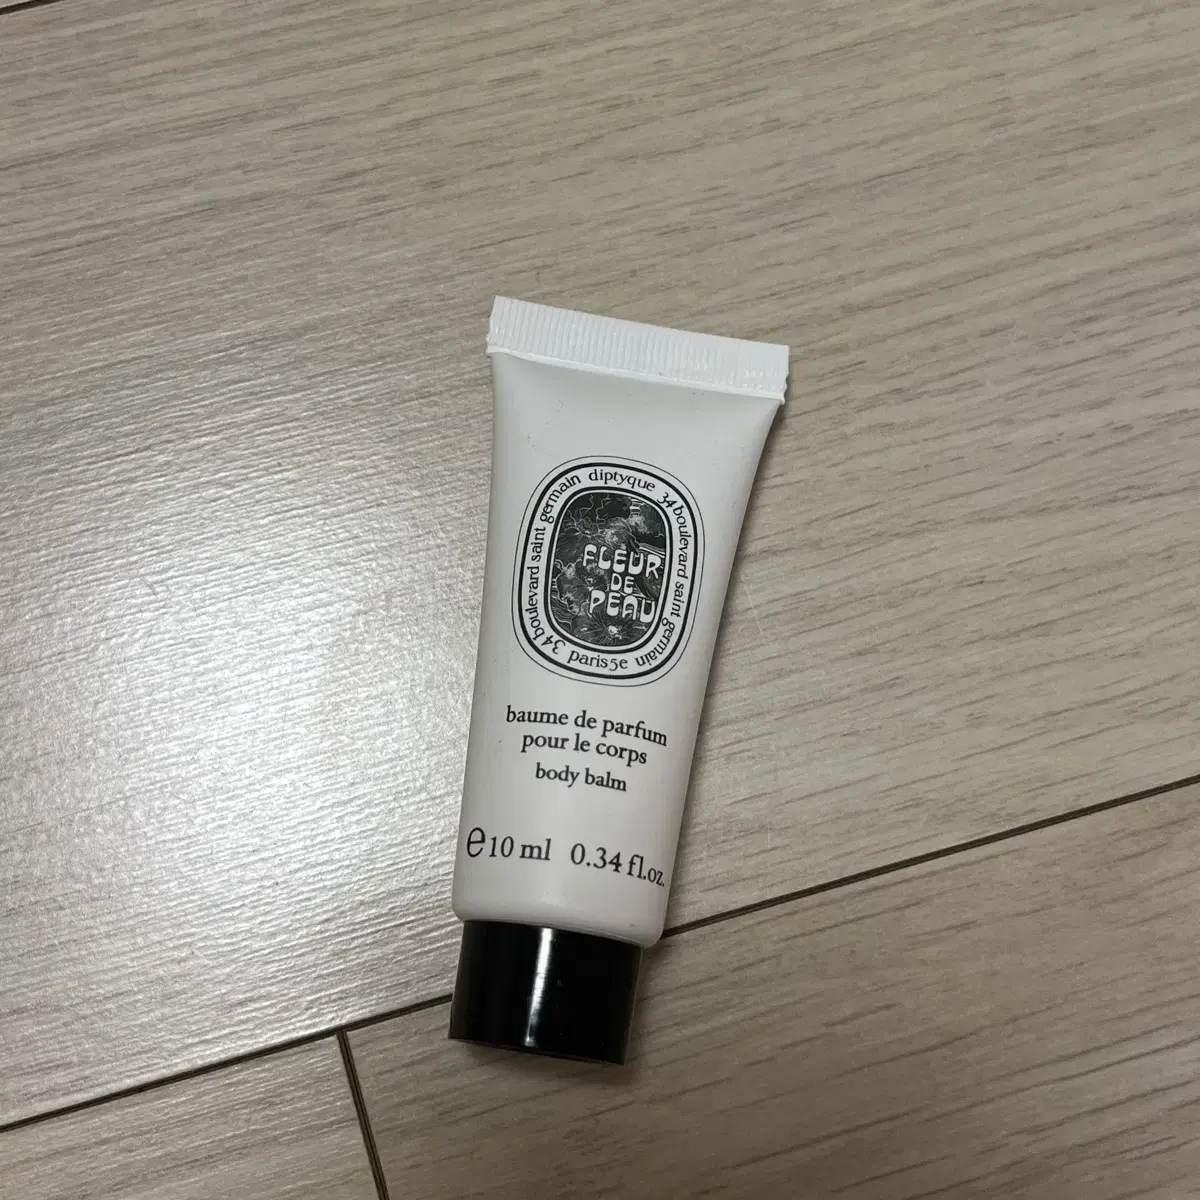 diptyque 34 boulevard saint germain paris 5e 34 boulevard saint germain
FLEUR
DE
PEAU
baume de parfum
pour le corps
body balm
℮ 10 ml 0.34 fl.oz.